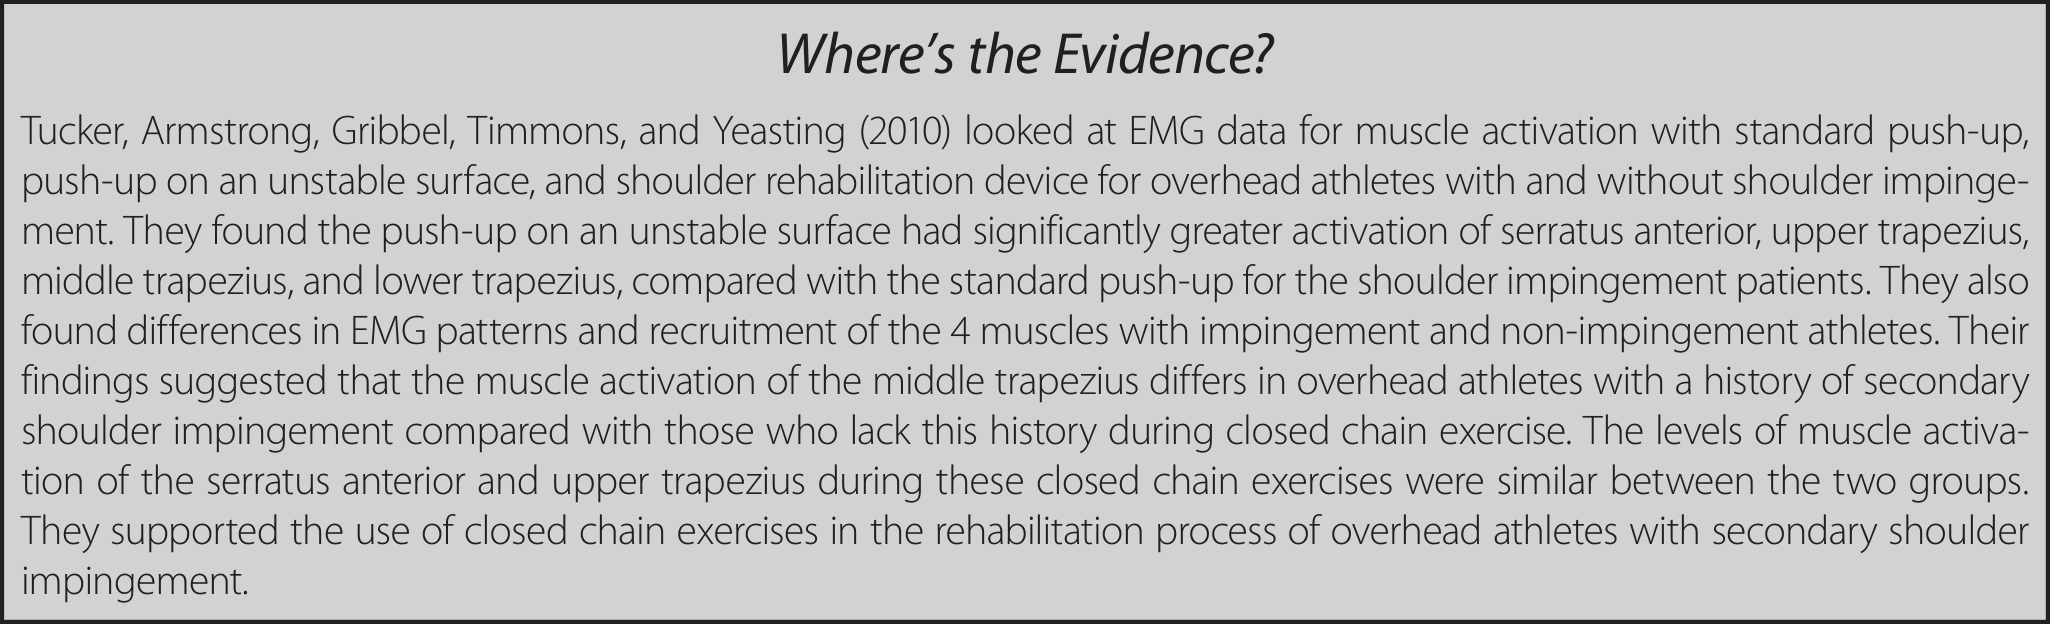 Where’s the Evidence?
Tucker, Armstrong, Gribbel, Timmons, and Yeasting (2010) looked at EMG data for muscle activation with standard push-up,
push-up on an unstable surface, and shoulder rehabilitation device for overhead athletes with and without shoulder impinge-
ment. They found the push-up on an unstable surface had significantly greater activation of serratus anterior, upper trapezius,
middle trapezius, and lower trapezius, compared with the standard push-up for the shoulder impingement patients. They also
found differences in EMG patterns and recruitment of the 4 muscles with impingement and non-impingement athletes. Their
findings suggested that the muscle activation of the middle trapezius differs in overhead athletes with a history of secondary
shoulder impingement compared with those who lack this history during closed chain exercise. The levels of muscle activa-
tion of the serratus anterior and upper trapezius during these closed chain exercises were similar between the two groups.
They supported the use of closed chain exercises in the rehabilitation process of overhead athletes with secondary shoulder
impingement.